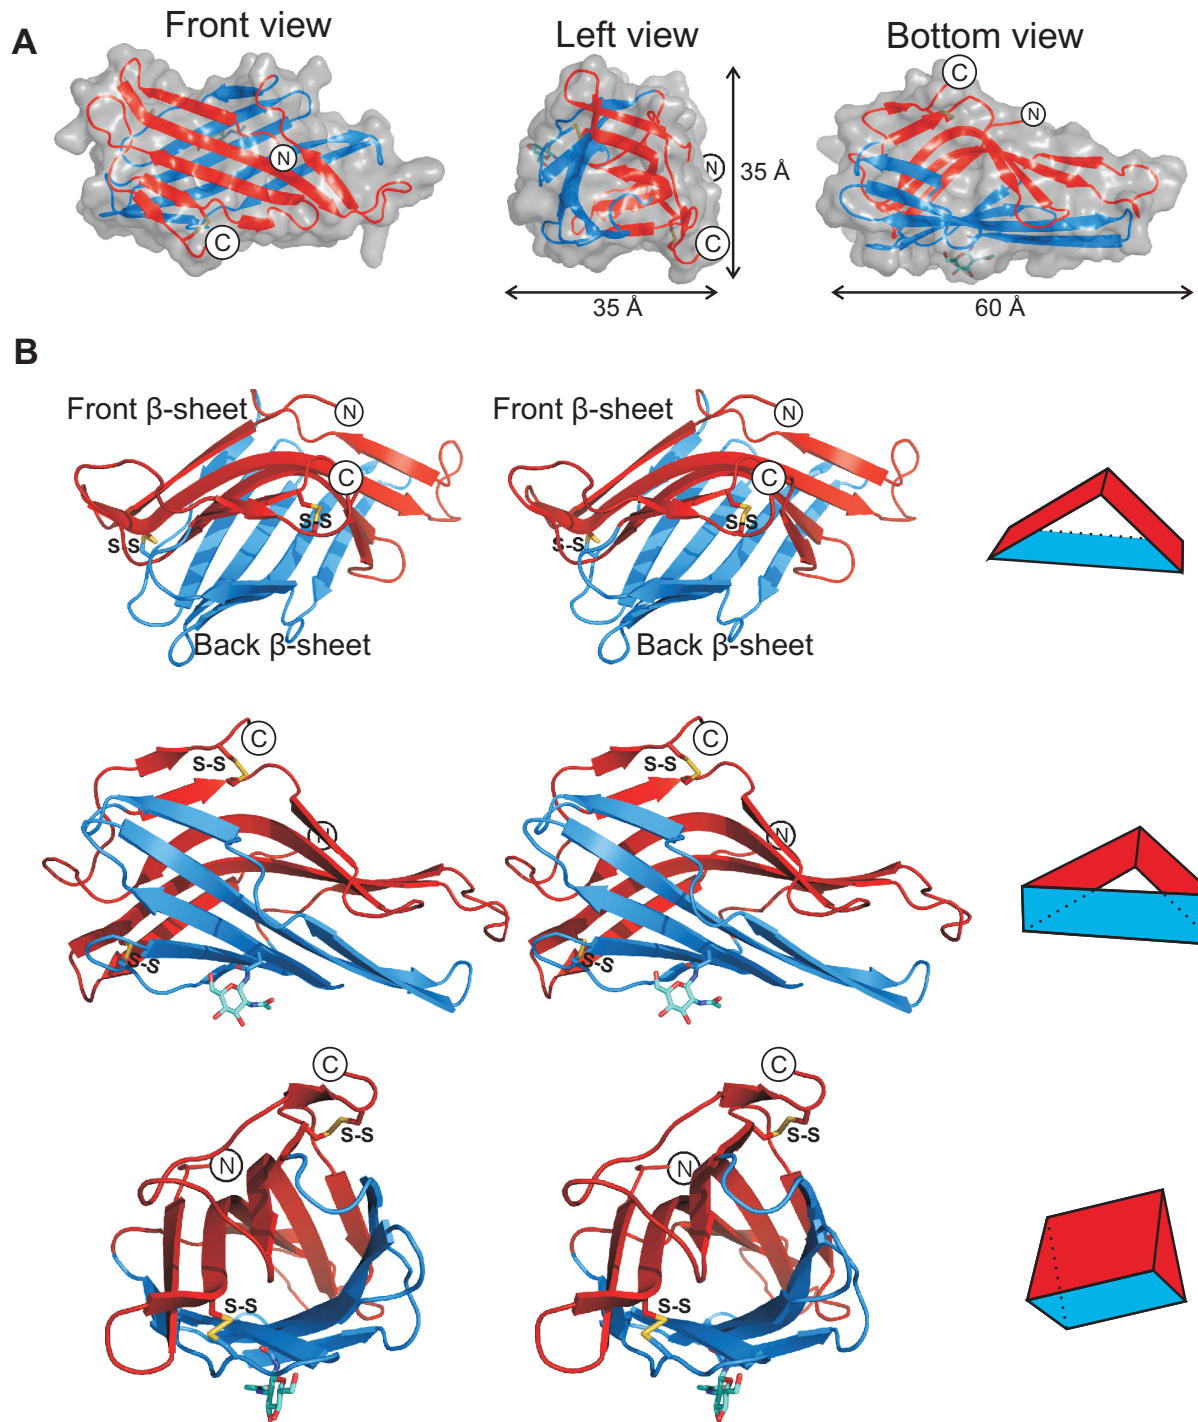 A
Front view
Left view
Bottom view
N
C
N
C
35 Å
35 Å
C
N
60 Å
B
Front β-sheet
N
C
S-S
S-S
Back β-sheet
Front β-sheet
N
C
S-S
S-S
Back β-sheet
C
S-S
N
S-S
C
S-S
N
S-S
C
S-S
N
S-S
C
S-S
N
S-S